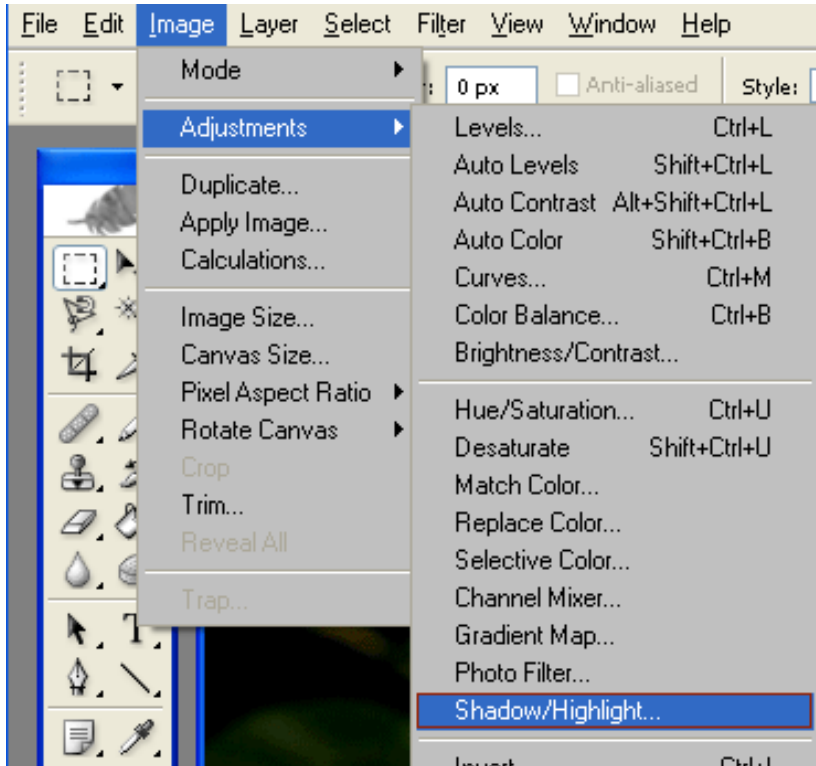 File Edit Image Layer Select Filter View Window Help
0 px Anti-aliased Style:
Mode
Adjustments
Duplicate...
Apply Image...
Calculations...
Image Size...
Canvas Size...
Pixel Aspect Ratio
Rotate Canvas
Crop
Trim...
Reveal All
Trap...
Levels... Ctrl+L
Auto Levels Shift+Ctrl+L
Auto Contrast Alt+Shift+Ctrl+L
Auto Color Shift+Ctrl+B
Curves... Ctrl+M
Color Balance... Ctrl+B
Brightness/Contrast...
Hue/Saturation... Ctrl+U
Desaturate Shift+Ctrl+U
Match Color...
Replace Color...
Selective Color...
Channel Mixer...
Gradient Map...
Photo Filter...
Shadow/Highlight...